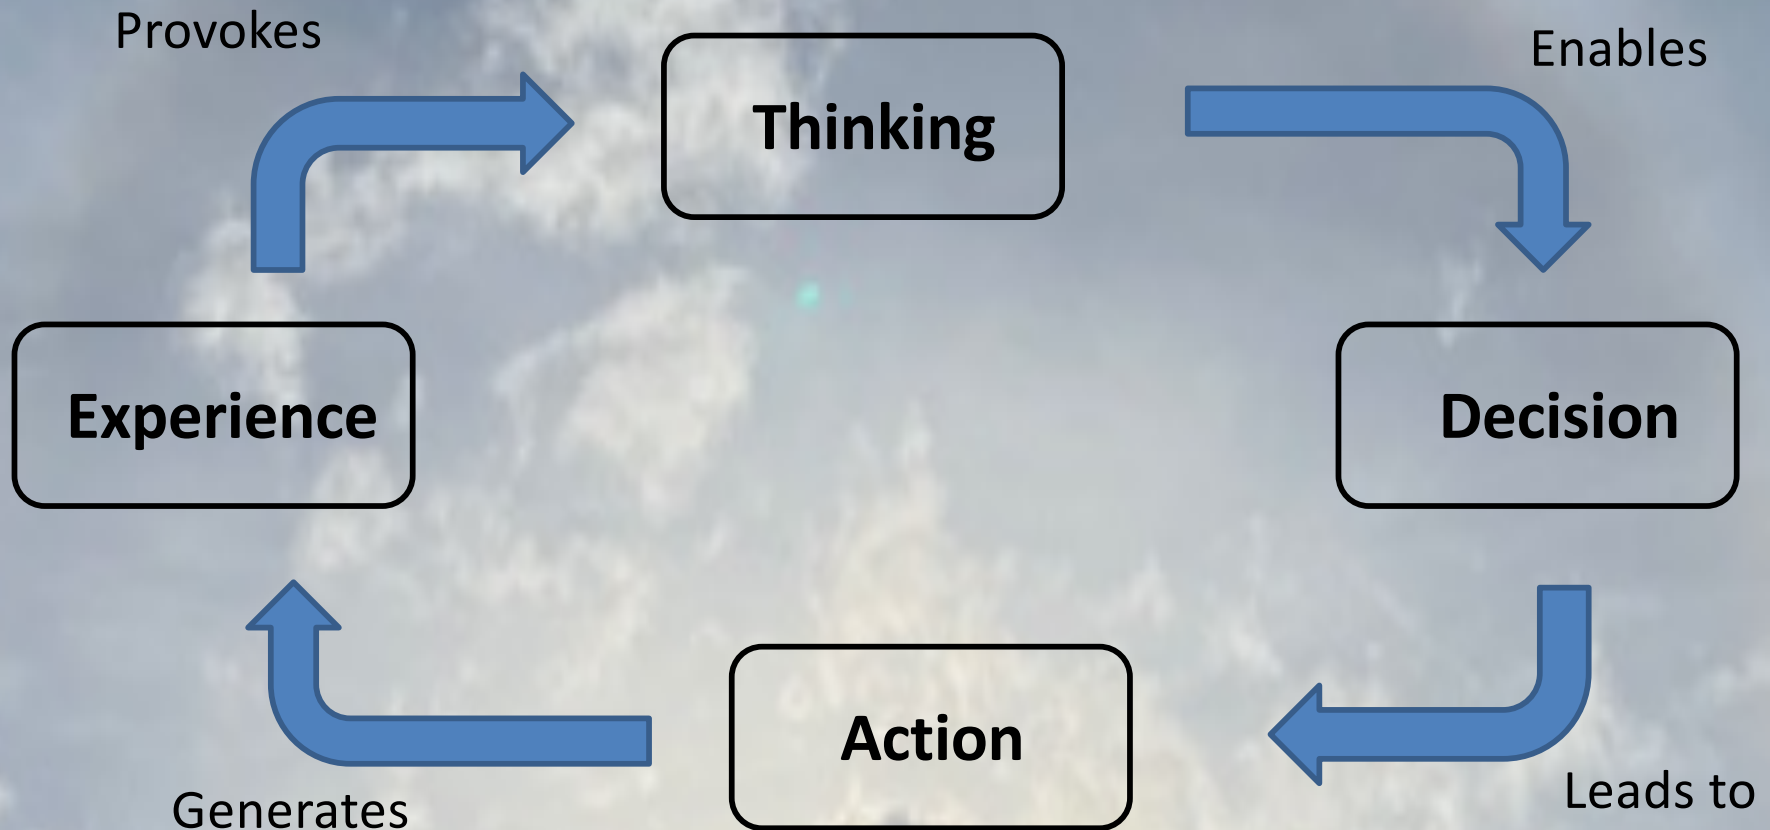 Provokes
Thinking
Enables
Experience
Decision
Action
Generates
Leads to